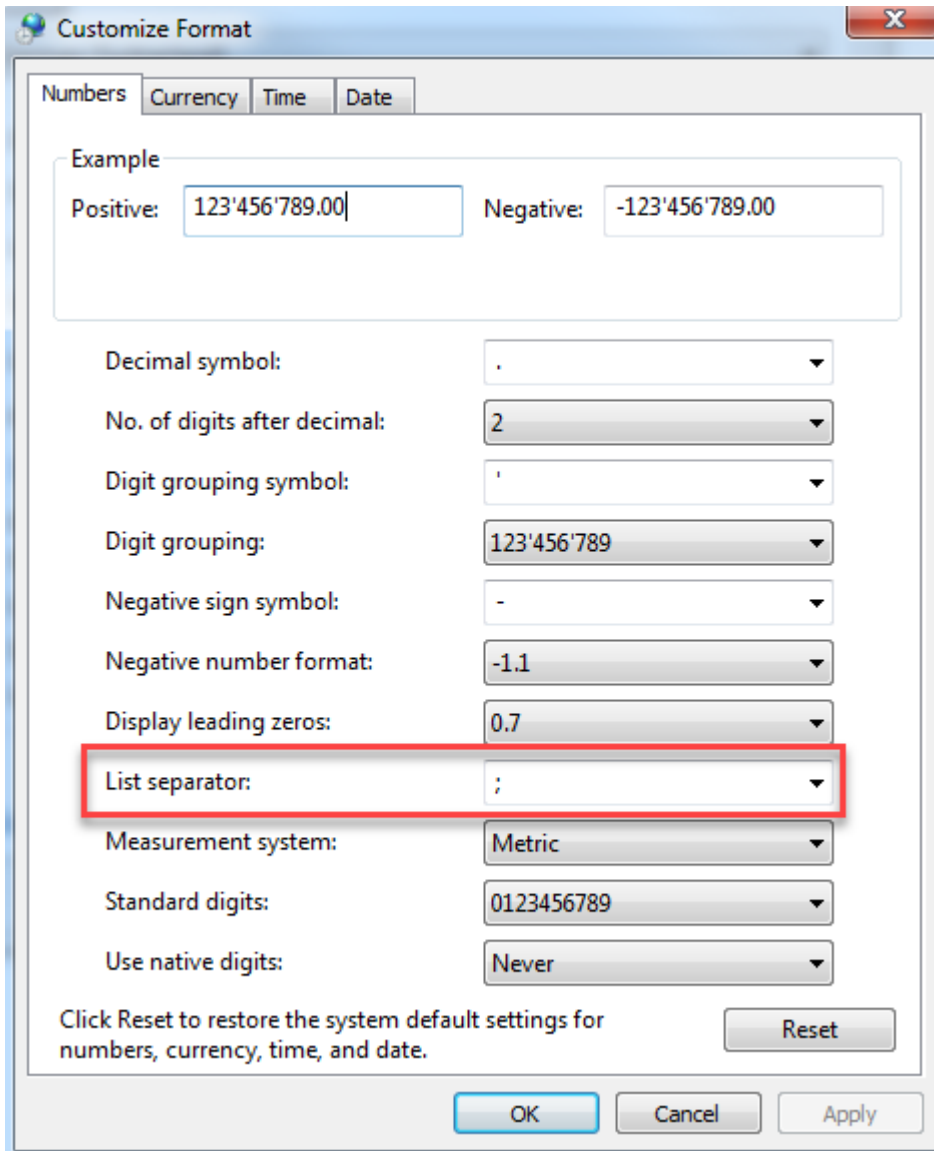 Customize Format
X
Numbers Currency Time Date
Example
Positive: 123'456'789.00 Negative: -123'456'789.00
Decimal symbol: .
No. of digits after decimal: 2
Digit grouping symbol: '
Digit grouping: 123'456'789
Negative sign symbol: -
Negative number format: -1.1
Display leading zeros: 0.7
List separator: ;
Measurement system: Metric
Standard digits: 0123456789
Use native digits: Never
Click Reset to restore the system default settings for
numbers, currency, time, and date.
Reset
OK Cancel Apply